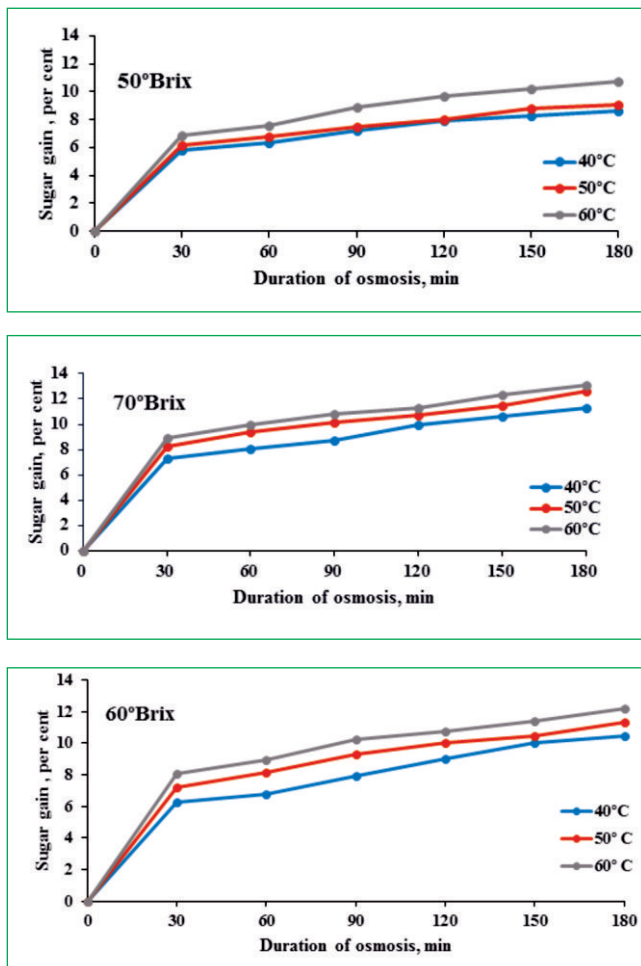 50°Brix
Sugar gain, per cent
14
12
10
8
6
4
2
0
40°C
50°C
60°C
0 30 60 90 120 150 180
Duration of osmosis, min
70°Brix
Sugar gain, per cent
14
12
10
8
6
4
2
0
40°C
50°C
60°C
0 30 60 90 120 150 180
Duration of osmosis, min
60°Brix
Sugar gain , per cent
14
12
10
8
6
4
2
0
40°C
50° C
60° C
0 30 60 90 120 150 180
Duration of osmosis, min